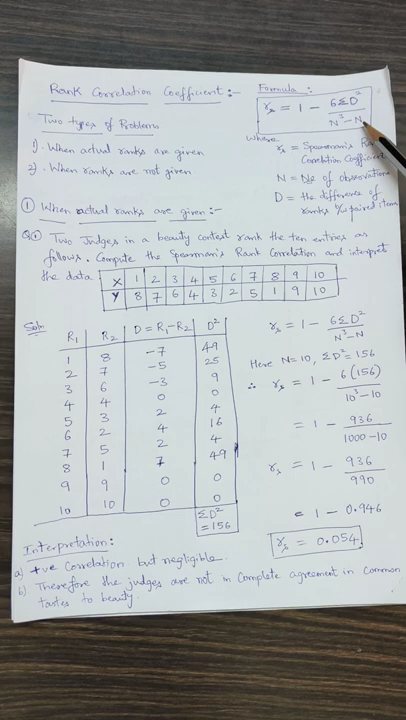 Rank Correlation Coefficient :-
Formula :
r_s = 1 - 6ΣD² / N³-N
Two types of Problems
1). When actual ranks are given
2). When ranks are not given
Where
r_s = Spearman's
Correlation Coefficient
N = No of observations
D = the difference of
ranks b/w paired items
① When actual ranks are given :-
Q① Two Judges in a beauty contest rank the ten entries as
follows. Compute the Spearman's Rank Correlation and interpret
the data
X 1 2 3 4 5 6 7 8 9 10
Y 8 7 6 4 3 2 5 1 9 10
Soln
R₁ R₂ D = R₁-R₂ D²
1 8 -7 49
2 7 -5 25
3 6 -3 9
4 4 0 0
5 3 2 4
6 2 4 16
7 5 2 4
8 1 7 49
9 9 0 0
10 10 0 0
ΣD²
= 156
r_s = 1 - 6ΣD² / N³-N
Here N=10, ΣD²=156
∴ r_s = 1 - 6(156) / 10³-10
= 1 - 936 / 1000-10
r_s = 1 - 936 / 990
= 1 - 0.946
r_s = 0.054
Interpretation :
a) +ve Correlation but negligible.
b) Therefore the judges are not in complete agreement in common
tastes to beauty.